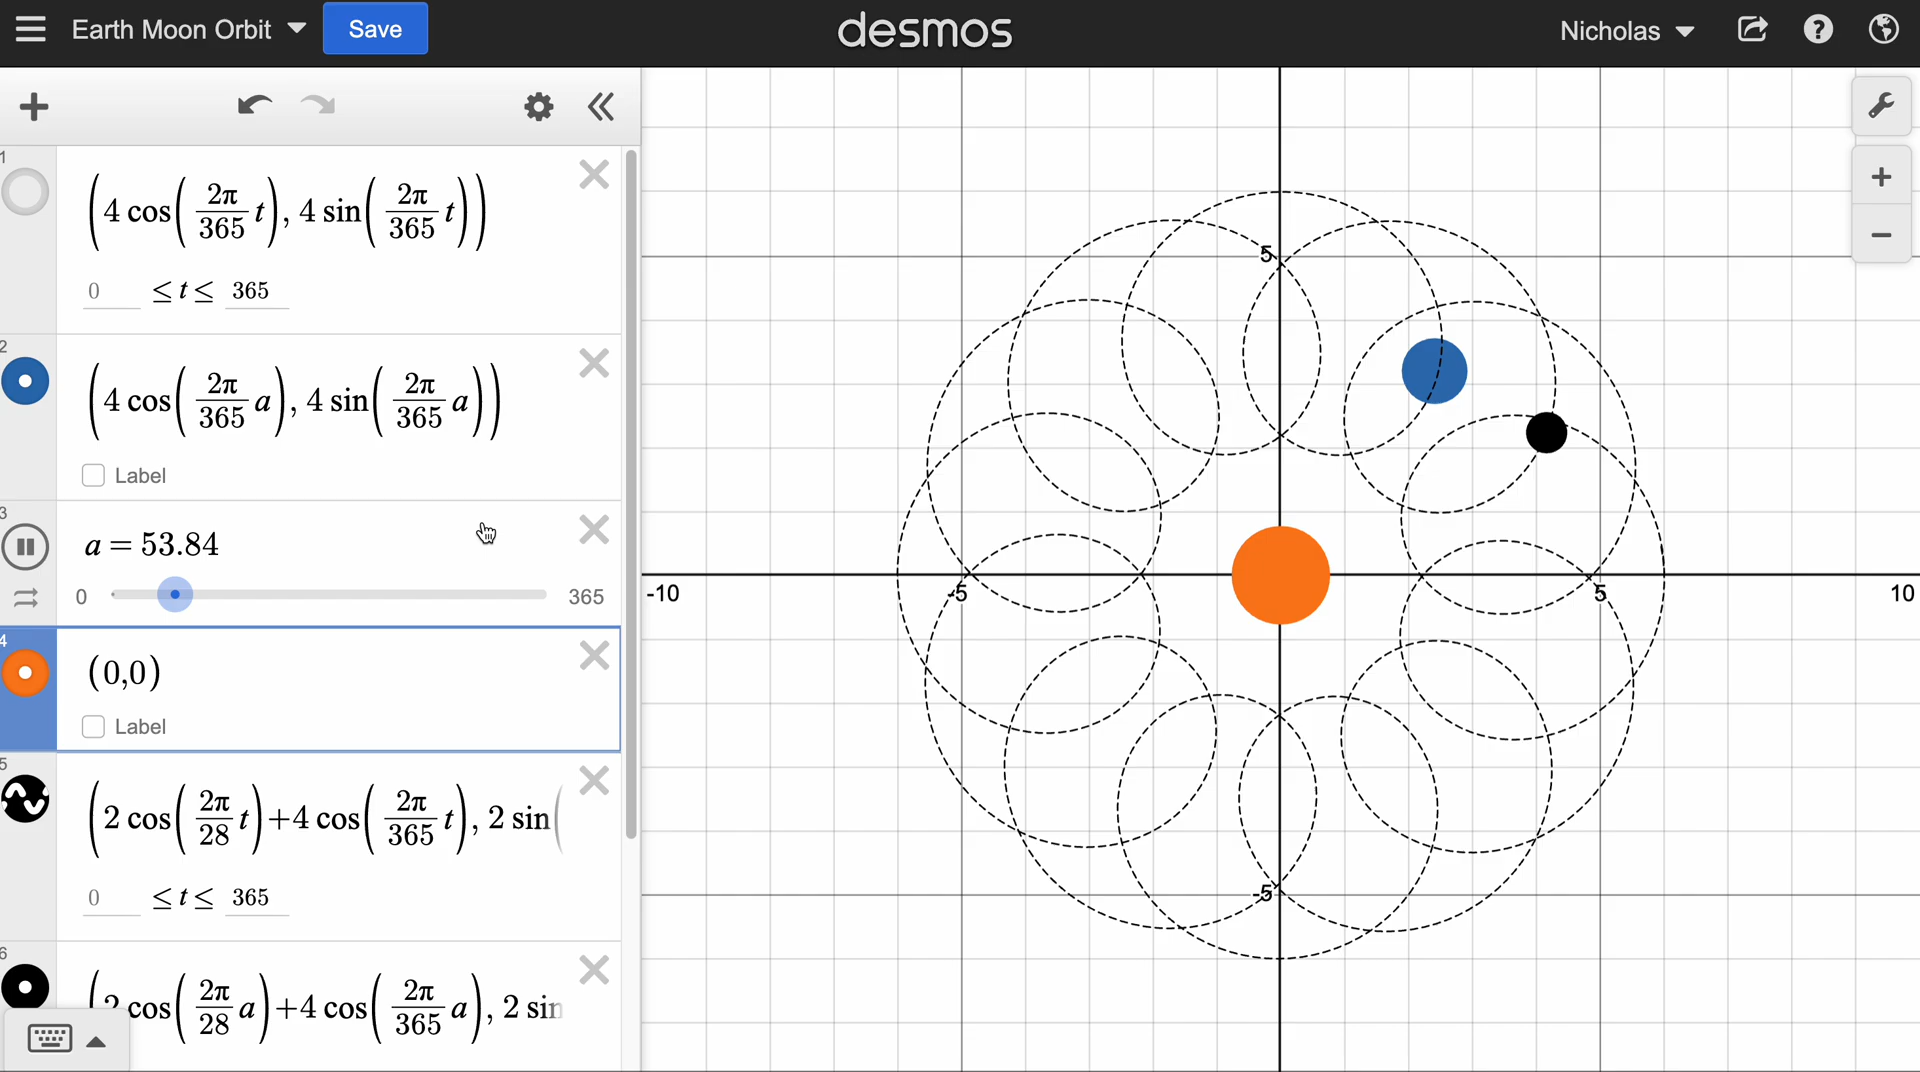 Earth Moon Orbit
Save
desmos
Nicholas
1
(4 cos(2π/365 t), 4 sin(2π/365 t))
0 ≤ t ≤ 365
2
(4 cos(2π/365 a), 4 sin(2π/365 a))
Label
3
a = 53.84
0
365
4
(0,0)
Label
5
(2 cos(2π/28 t)+4 cos(2π/365 t), 2 sin(
0 ≤ t ≤ 365
6
(2 cos(2π/28 a)+4 cos(2π/365 a), 2 sin
5
-10
-5
5
10
-5